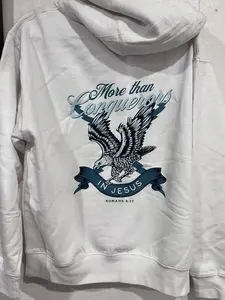 More than
Conquerors
IN JESUS
ROMANS 8:37